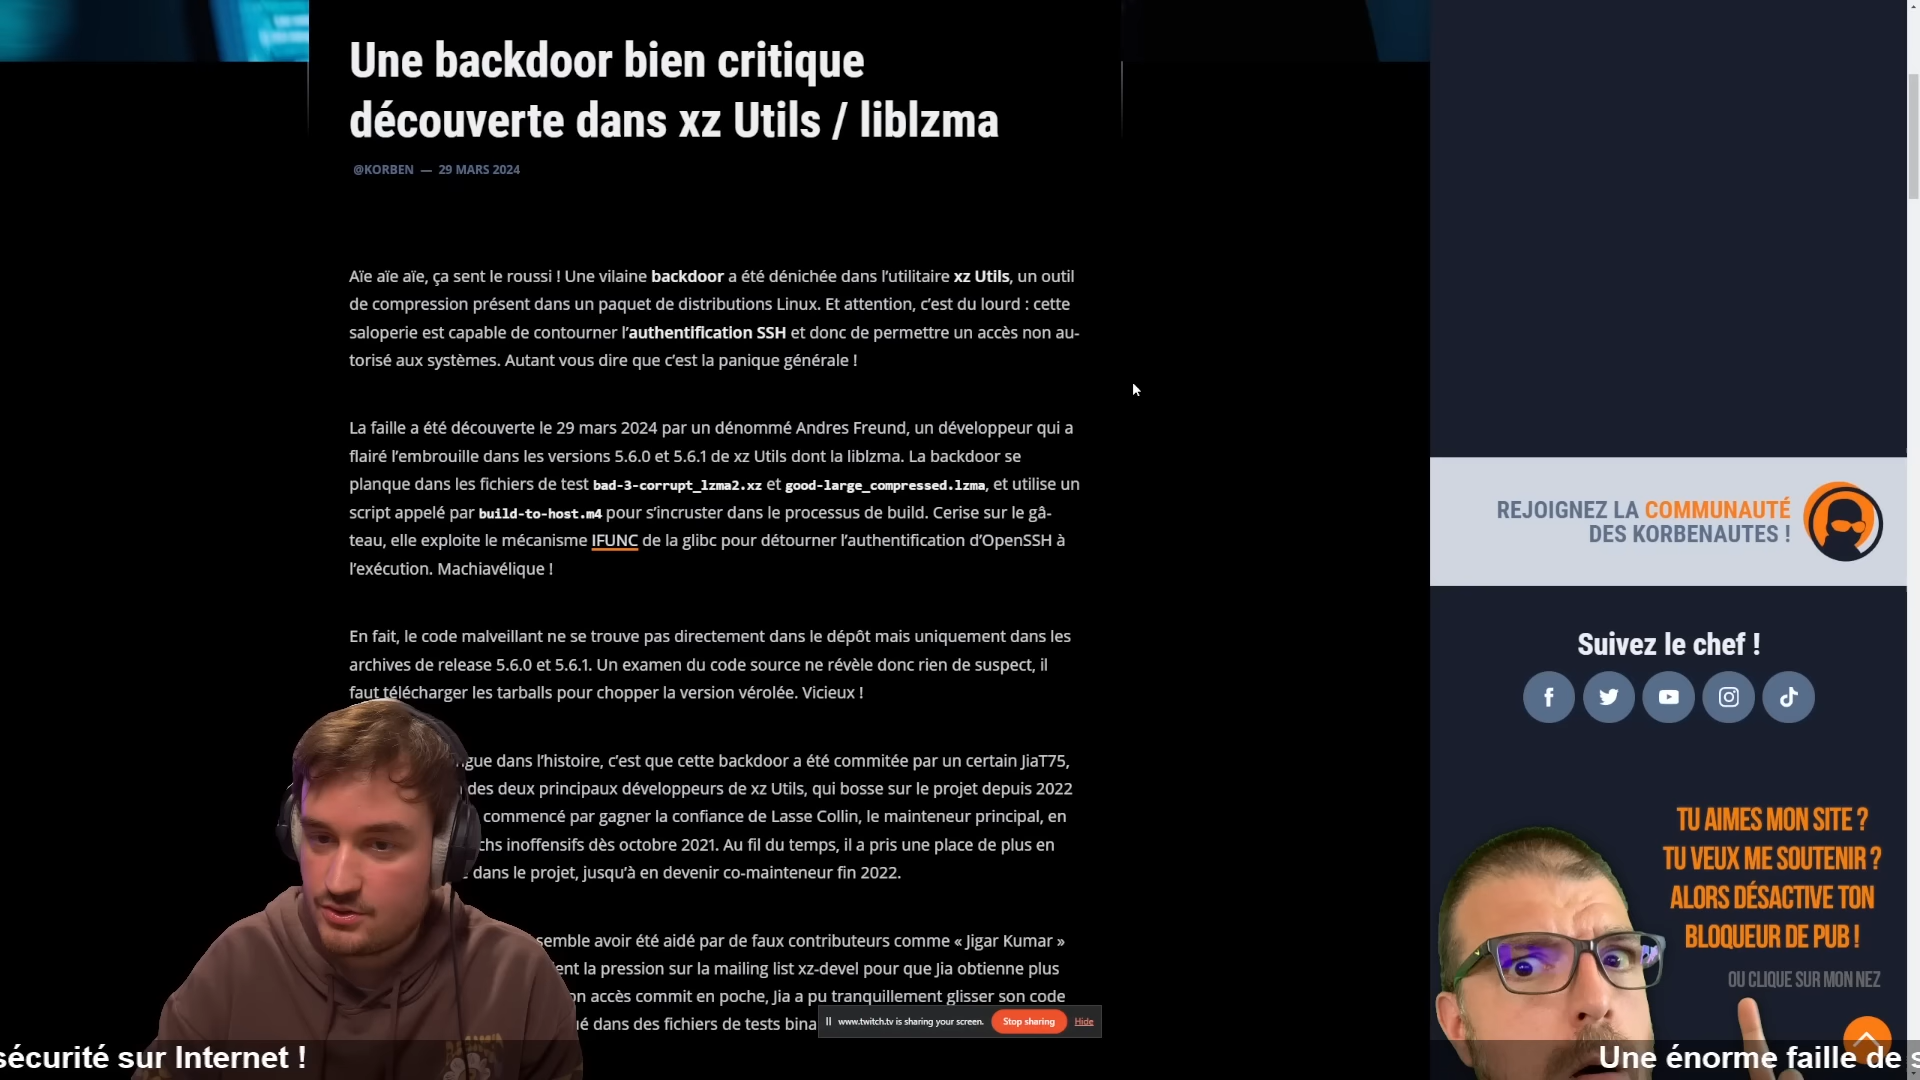 Une backdoor bien critique
découverte dans xz Utils / liblzma
@KORBEN — 29 MARS 2024
Aïe aïe aïe, ça sent le roussi ! Une vilaine backdoor a été dénichée dans l’utilitaire xz Utils, un outil
de compression présent dans un paquet de distributions Linux. Et attention, c’est du lourd : cette
saloperie est capable de contourner l’authentification SSH et donc de permettre un accès non au-
torisé aux systèmes. Autant vous dire que c’est la panique générale !
La faille a été découverte le 29 mars 2024 par un dénommé Andres Freund, un développeur qui a
flairé l’embrouille dans les versions 5.6.0 et 5.6.1 de xz Utils dont la liblzma. La backdoor se
planque dans les fichiers de test bad-3-corrupt_lzma2.xz et good-large_compressed.lzma, et utilise un
script appelé par build-to-host.m4 pour s’incruster dans le processus de build. Cerise sur le gâ-
teau, elle exploite le mécanisme IFUNC de la glibc pour détourner l’authentification d’OpenSSH à
l’exécution. Machiavélique !
En fait, le code malveillant ne se trouve pas directement dans le dépôt mais uniquement dans les
archives de release 5.6.0 et 5.6.1. Un examen du code source ne révèle donc rien de suspect, il
faut télécharger les tarballs pour chopper la version vérolée. Vicieux !
dans l’histoire, c’est que cette backdoor a été commitée par un certain JiaT75,
des deux principaux développeurs de xz Utils, qui bosse sur le projet depuis 2022
commencé par gagner la confiance de Lasse Collin, le mainteneur principal, en
inoffensifs dès octobre 2021. Au fil du temps, il a pris une place de plus en
dans le projet, jusqu’à en devenir co-mainteneur fin 2022.
semble avoir été aidé par de faux contributeurs comme « Jigar Kumar »
la pression sur la mailing list xz-devel pour que Jia obtienne plus
accès commit en poche, Jia a pu tranquillement glisser son code
dans des fichiers de tests
www.twitch.tv is sharing your screen. Stop sharing Hide
REJOIGNEZ LA COMMUNAUTÉ
DES KORBENAUTES !
Suivez le chef !
TU AIMES MON SITE ?
TU VEUX ME SOUTENIR ?
ALORS DÉSACTIVE TON
BLOQUEUR DE PUB !
OU CLIQUE SUR MON NEZ
sécurité sur Internet !
Une énorme faille de